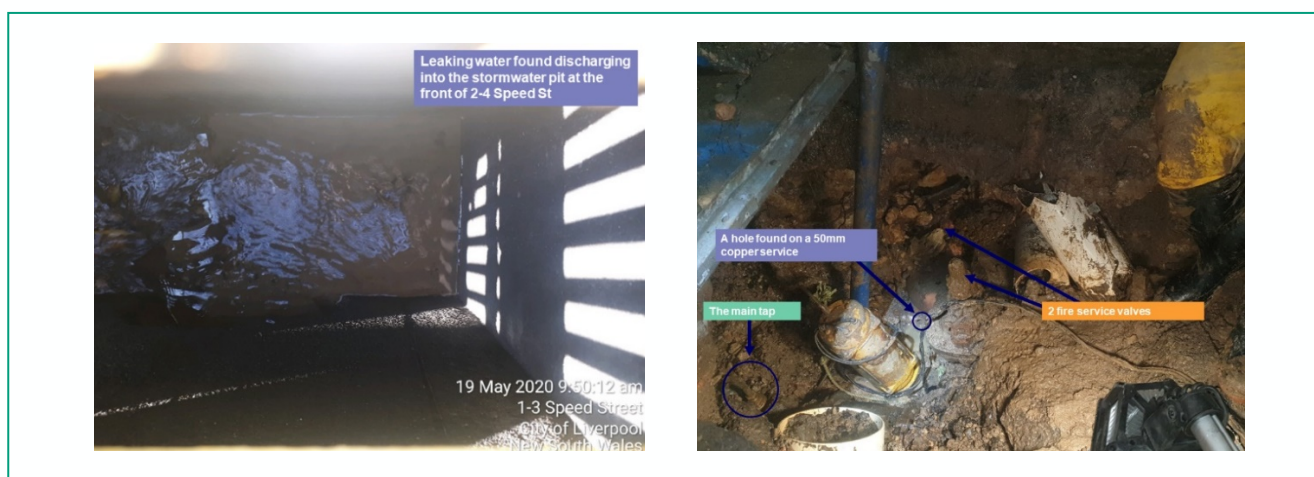 Leaking water found discharging
into the stormwater pit at the
front of 2-4 Speed St
19 May 2020 9:50:12 am
1-3 Speed Street
City of Liverpool
New South Wales
A hole found on a 50mm
copper service
The main tap
2 fire service valves